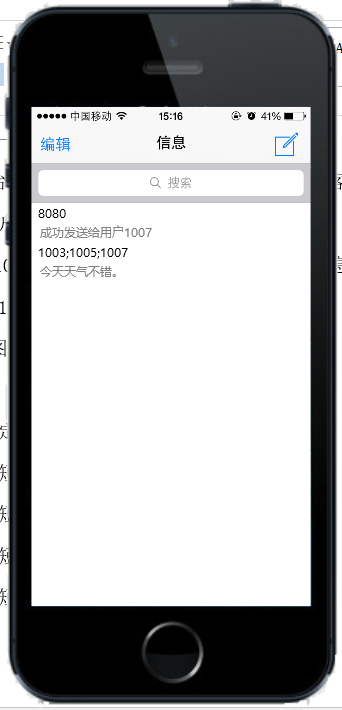 中国移动 15:16 41%
编辑 信息
搜索
8080
成功发送给用户1007
1003;1005;1007
今天天气不错。